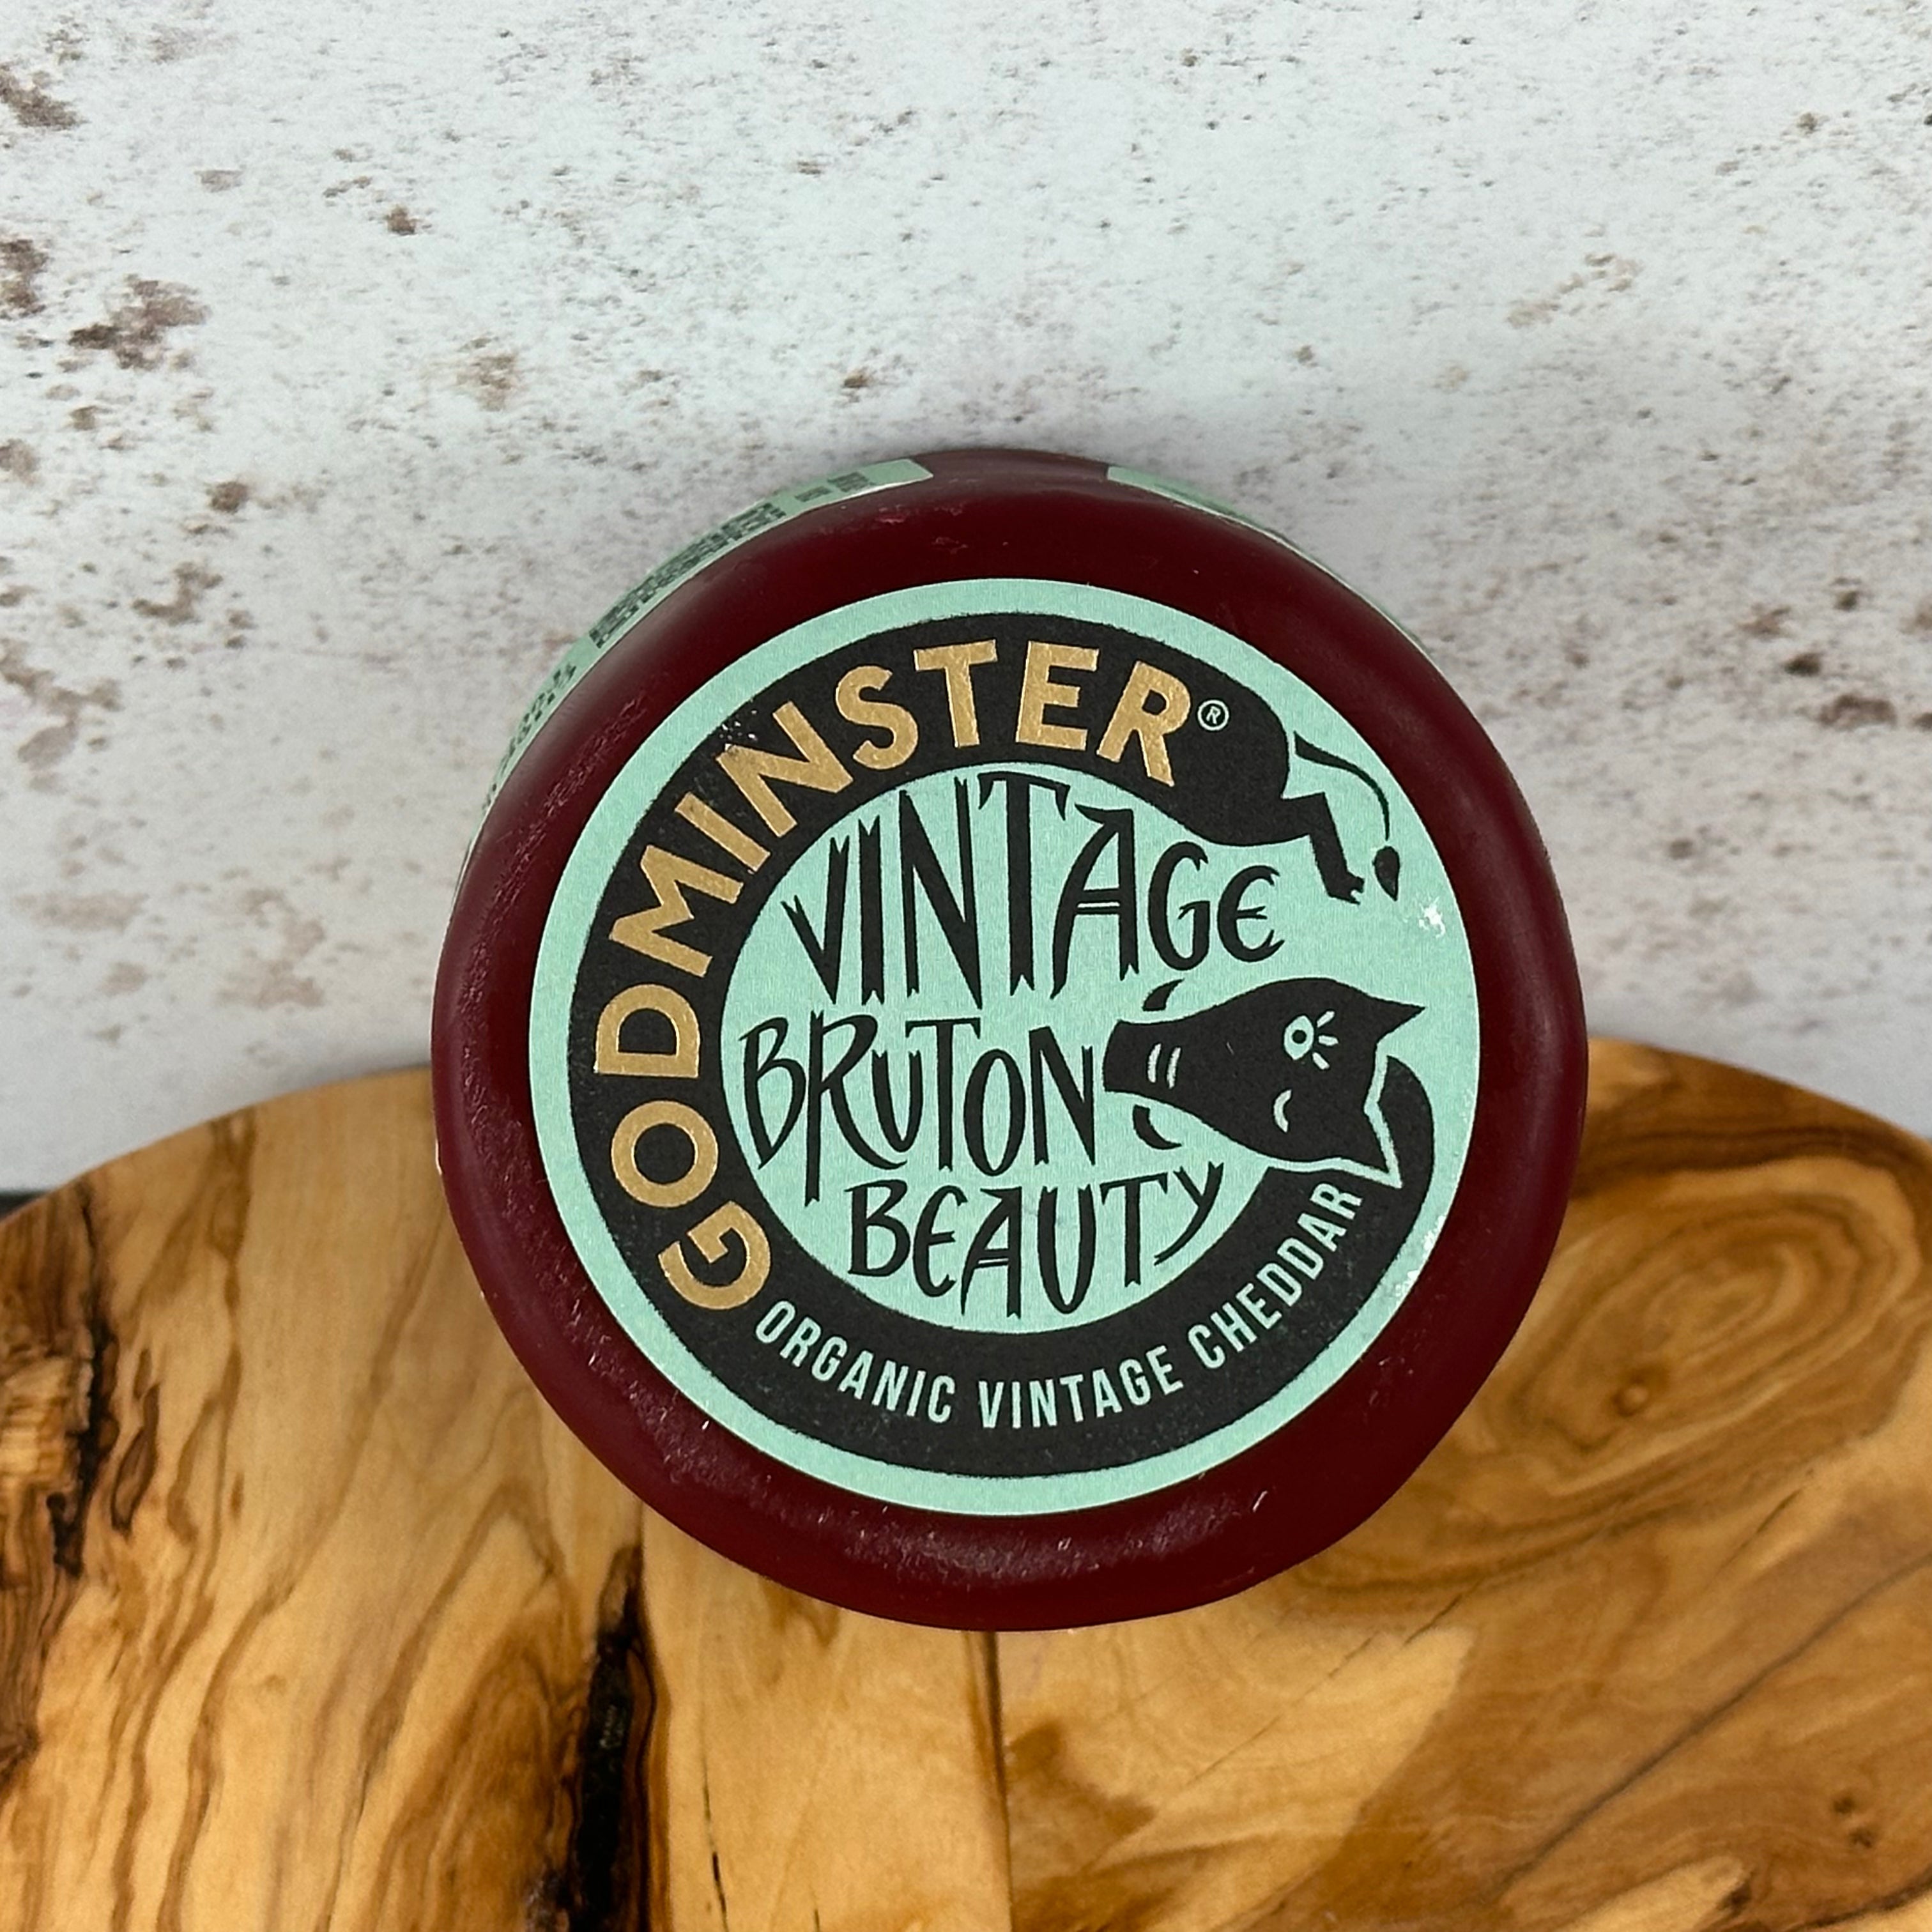 GODMINSTER®
VINTAGE
BRUTON
BEAUTY
ORGANIC VINTAGE CHEDDAR